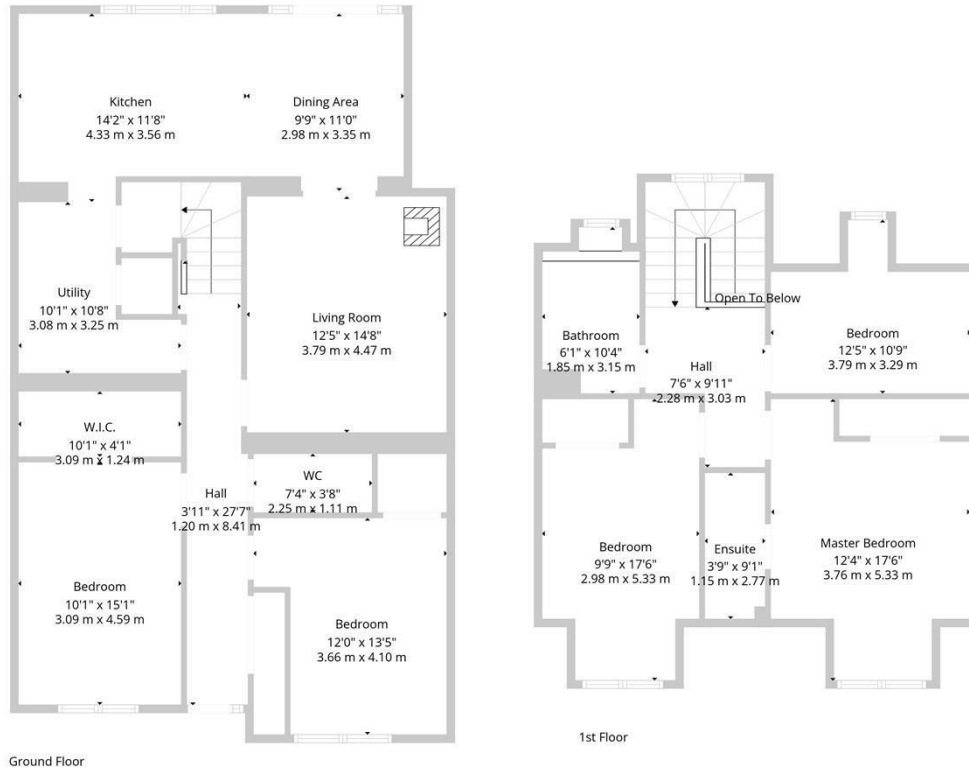 Kitchen
14'2" x 11'8"
4.33 m x 3.56 m
Dining Area
9'9" x 11'0"
2.98 m x 3.35 m
Utility
10'1" x 10'8"
3.08 m x 3.25 m
Living Room
12'5" x 14'8"
3.79 m x 4.47 m
W.I.C.
10'1" x 4'1"
3.09 m x 1.24 m
WC
7'4" x 3'8"
2.25 m x 1.11 m
Hall
3'11" x 27'7"
1.20 m x 8.41 m
Bedroom
10'1" x 15'1"
3.09 m x 4.59 m
Bedroom
12'0" x 13'5"
3.66 m x 4.10 m
Ground Floor
Open To Below
Bathroom
6'1" x 10'4"
1.85 m x 3.15 m
Hall
7'6" x 9'11"
2.28 m x 3.03 m
Bedroom
12'5" x 10'9"
3.79 m x 3.29 m
Bedroom
9'9" x 17'6"
2.98 m x 5.33 m
Ensuite
3'9" x 9'1"
1.15 m x 2.77 m
Master Bedroom
12'4" x 17'6"
3.76 m x 5.33 m
1st Floor